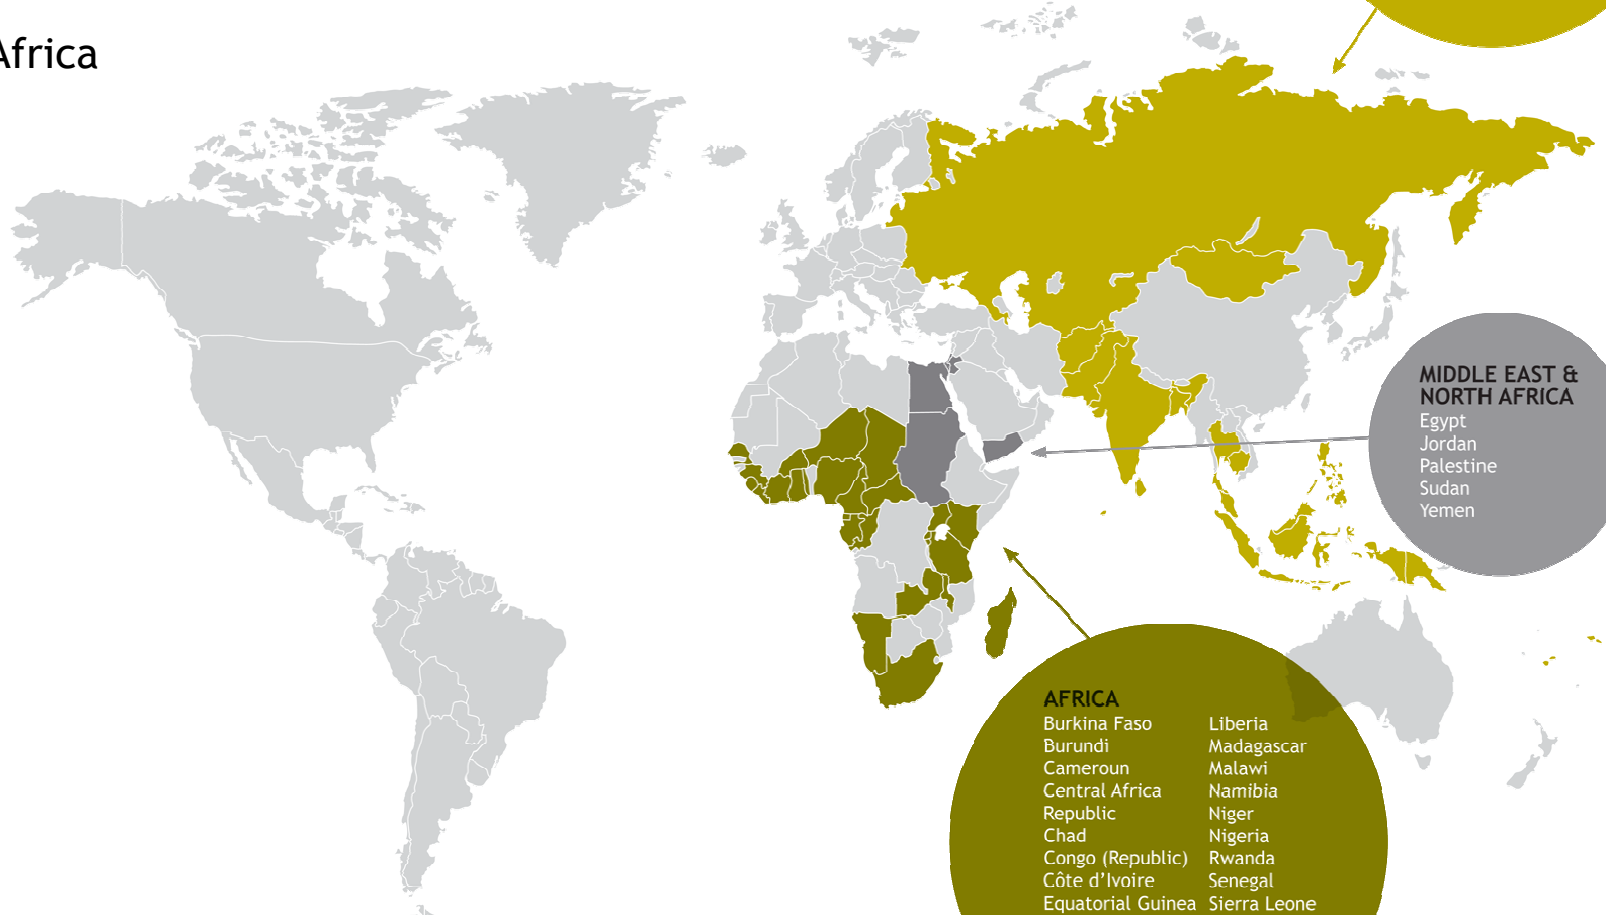 Africa
MIDDLE EAST &
NORTH AFRICA
Egypt
Jordan
Palestine
Sudan
Yemen
AFRICA
Burkina Faso
Burundi
Cameroun
Central Africa
Republic
Chad
Congo (Republic)
Côte d'Ivoire
Equatorial Guinea
Liberia
Madagascar
Malawi
Namibia
Niger
Nigeria
Rwanda
Senegal
Sierra Leone